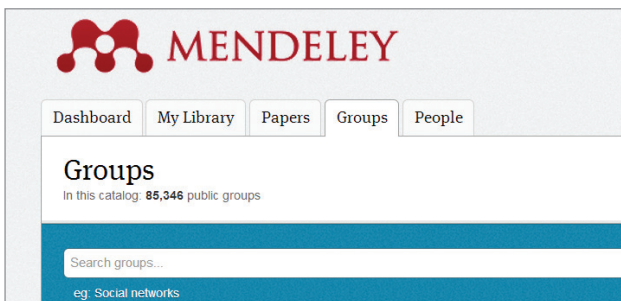 MENDELEY
Dashboard My Library Papers Groups People
Groups
In this catalog: 85,346 public groups
Search groups...
eg: Social networks